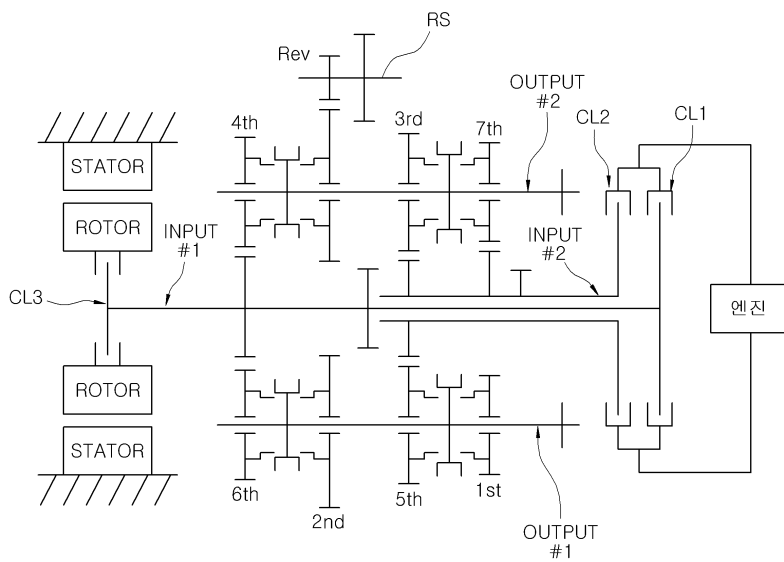 RS
Rev
OUTPUT
#2
CL2
CL1
4th
3rd
7th
STATOR
ROTOR
INPUT
#1
INPUT
#2
CL3
엔진
ROTOR
STATOR
6th
2nd
5th
1st
OUTPUT
#1